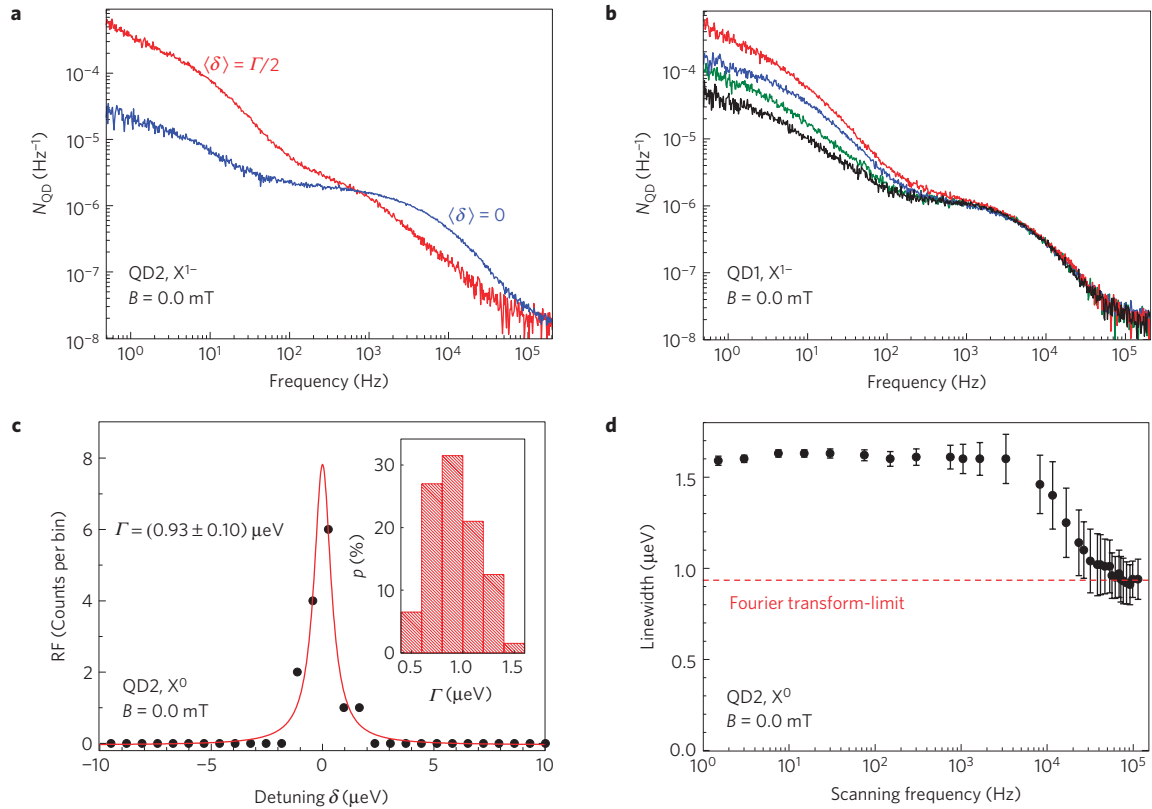 a
10⁻⁴
10⁻⁵
10⁻⁶
10⁻⁷
10⁻⁸
N_QD (Hz⁻¹)
⟨δ⟩ = Γ/2
⟨δ⟩ = 0
QD2, X¹⁻
B = 0.0 mT
10⁰ 10¹ 10² 10³ 10⁴ 10⁵
Frequency (Hz)
b
10⁻⁴
10⁻⁵
10⁻⁶
10⁻⁷
10⁻⁸
N_QD (Hz⁻¹)
QD1, X¹⁻
B = 0.0 mT
10⁰ 10¹ 10² 10³ 10⁴ 10⁵
Frequency (Hz)
c
8
6
4
2
0
RF (Counts per bin)
Γ = (0.93 ± 0.10) μeV
QD2, X⁰
B = 0.0 mT
30
20
10
0
p (%)
0.5 1.0 1.5
Γ (μeV)
−10 −5 0 5 10
Detuning δ (μeV)
d
1.5
1.0
0.5
0.0
Linewidth (μeV)
Fourier transform-limit
QD2, X⁰
B = 0.0 mT
10⁰ 10¹ 10² 10³ 10⁴ 10⁵
Scanning frequency (Hz)